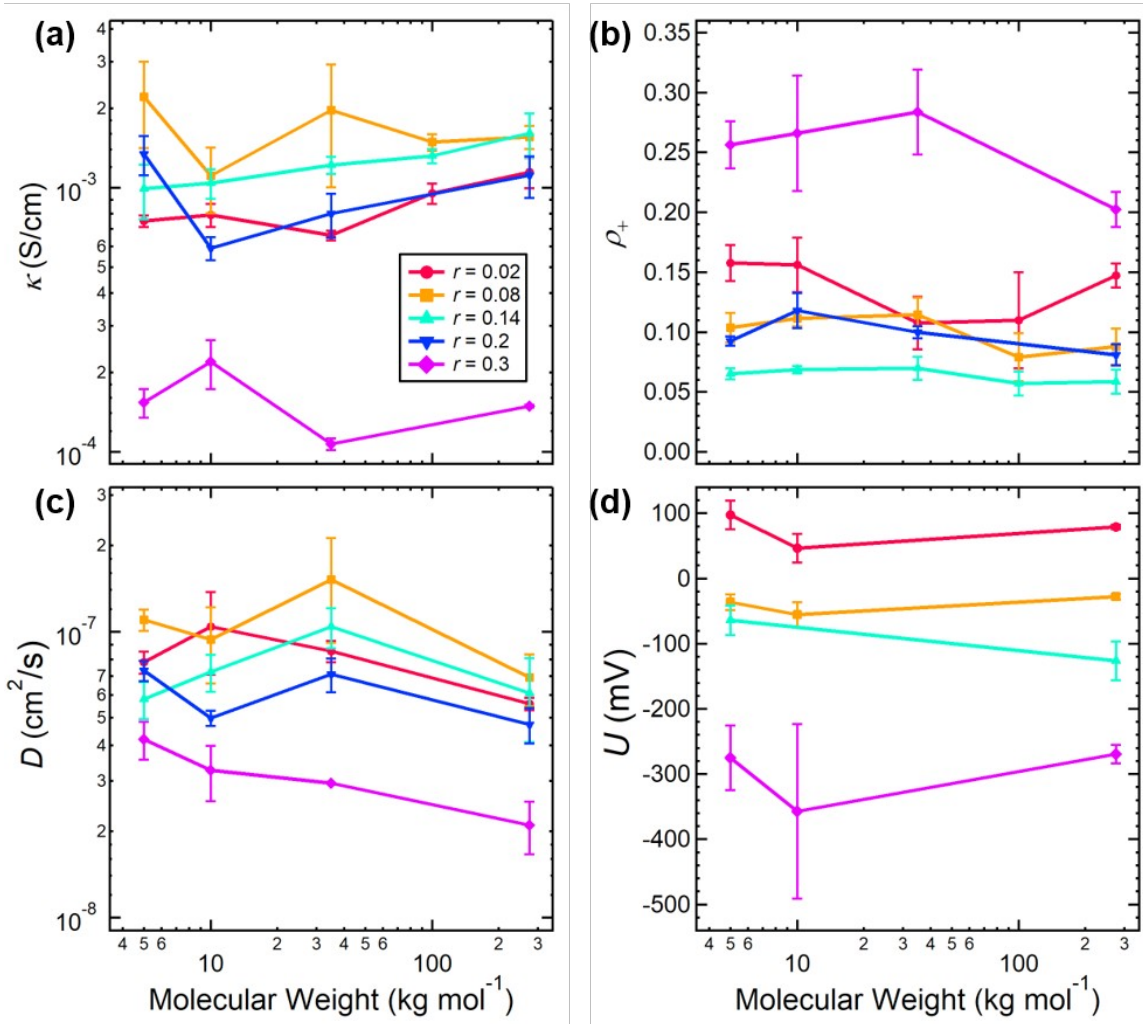 (a)
κ (S/cm)
4
3
2
10⁻³
6
5
4
3
2
10⁻⁴
r = 0.02
r = 0.08
r = 0.14
r = 0.2
r = 0.3
(b)
ρ₊
0.35
0.30
0.25
0.20
0.15
0.10
0.05
0.00
(c)
D (cm²/s)
3
2
10⁻⁷
7
6
5
4
3
2
10⁻⁸
4 5 6 10 2 3 4 5 6 100 2 3
Molecular Weight (kg mol⁻¹)
(d)
U (mV)
100
0
-100
-200
-300
-400
-500
4 5 6 10 2 3 4 5 6 100 2 3
Molecular Weight (kg mol⁻¹)